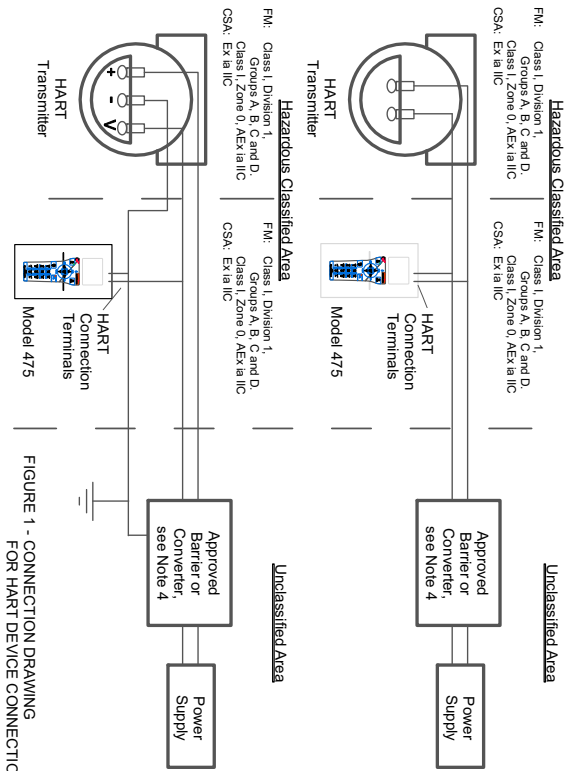 Hazardous Classified Area
Unclassified Area
FM: Class I, Division 1,
Groups A, B, C and D.
Class I, Zone 0, AEx ia IIC
CSA: Ex ia IIC
FM: Class I, Division 1,
Groups A, B, C and D.
Class I, Zone 0, AEx ia IIC
CSA: Ex ia IIC
HART
Transmitter
HART
Connection
Terminals
Model 475
Approved
Barrier or
Converter,
see Note 4
Power
Supply
Hazardous Classified Area
Unclassified Area
FM: Class I, Division 1,
Groups A, B, C and D.
Class I, Zone 0, AEx ia IIC
CSA: Ex ia IIC
FM: Class I, Division 1,
Groups A, B, C and D.
Class I, Zone 0, AEx ia IIC
CSA: Ex ia IIC
+ - V
HART
Transmitter
HART
Connection
Terminals
Model 475
Approved
Barrier or
Converter,
see Note 4
Power
Supply
FIGURE 1 - CONNECTION DRAWING
FOR HART DEVICE CONNECTIO